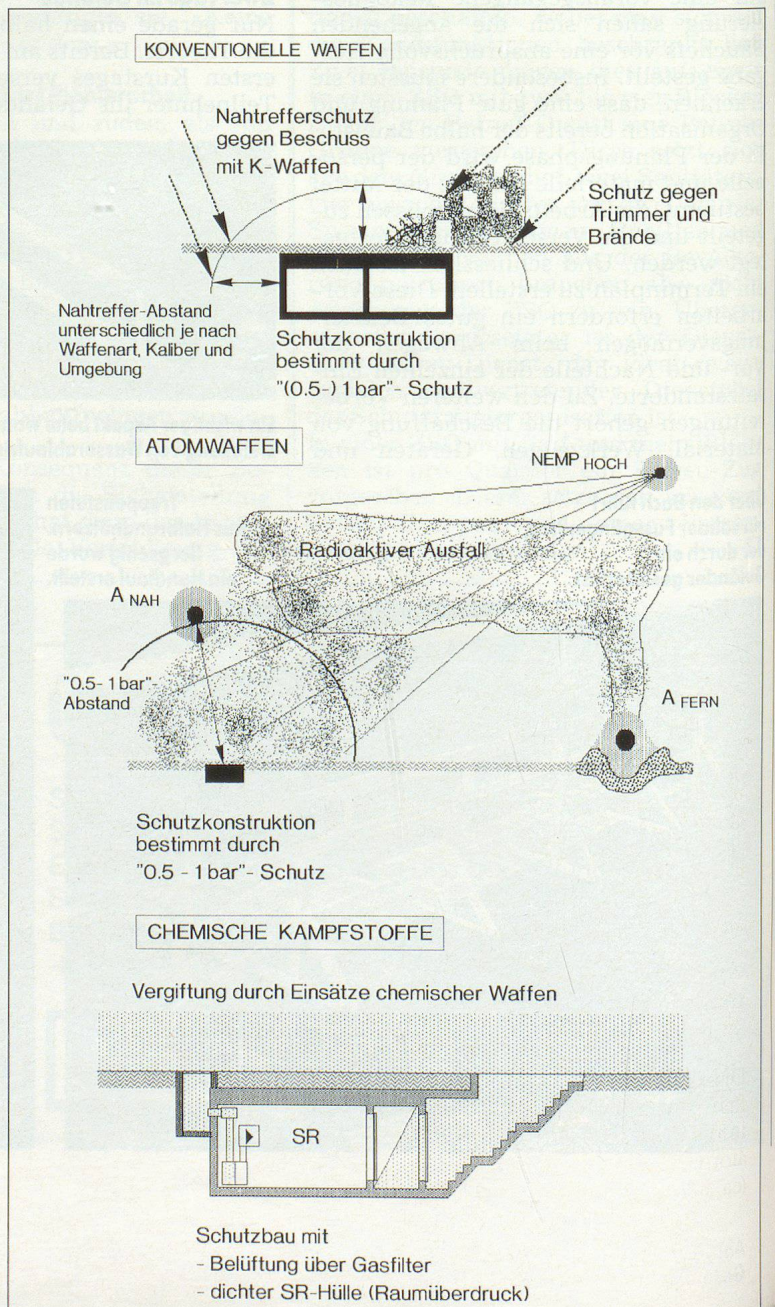 KONVENTIONELLE WAFFEN
Nahtrefferschutz
gegen Beschuss
mit K-Waffen
Schutz gegen
Trümmer und
Brände
Nahtreffer-Abstand
unterschiedlich je nach
Waffenart, Kaliber und
Umgebung
Schutzkonstruktion
bestimmt durch
"(0.5-) 1 bar"- Schutz
ATOMWAFFEN
NEMP HOCH
Radioaktiver Ausfall
A NAH
"0.5- 1 bar"-
Abstand
A FERN
Schutzkonstruktion
bestimmt durch
"0.5 - 1 bar"- Schutz
CHEMISCHE KAMPFSTOFFE
Vergiftung durch Einsätze chemischer Waffen
SR
Schutzbau mit
- Belüftung über Gasfilter
- dichter SR-Hülle (Raumüberdruck)